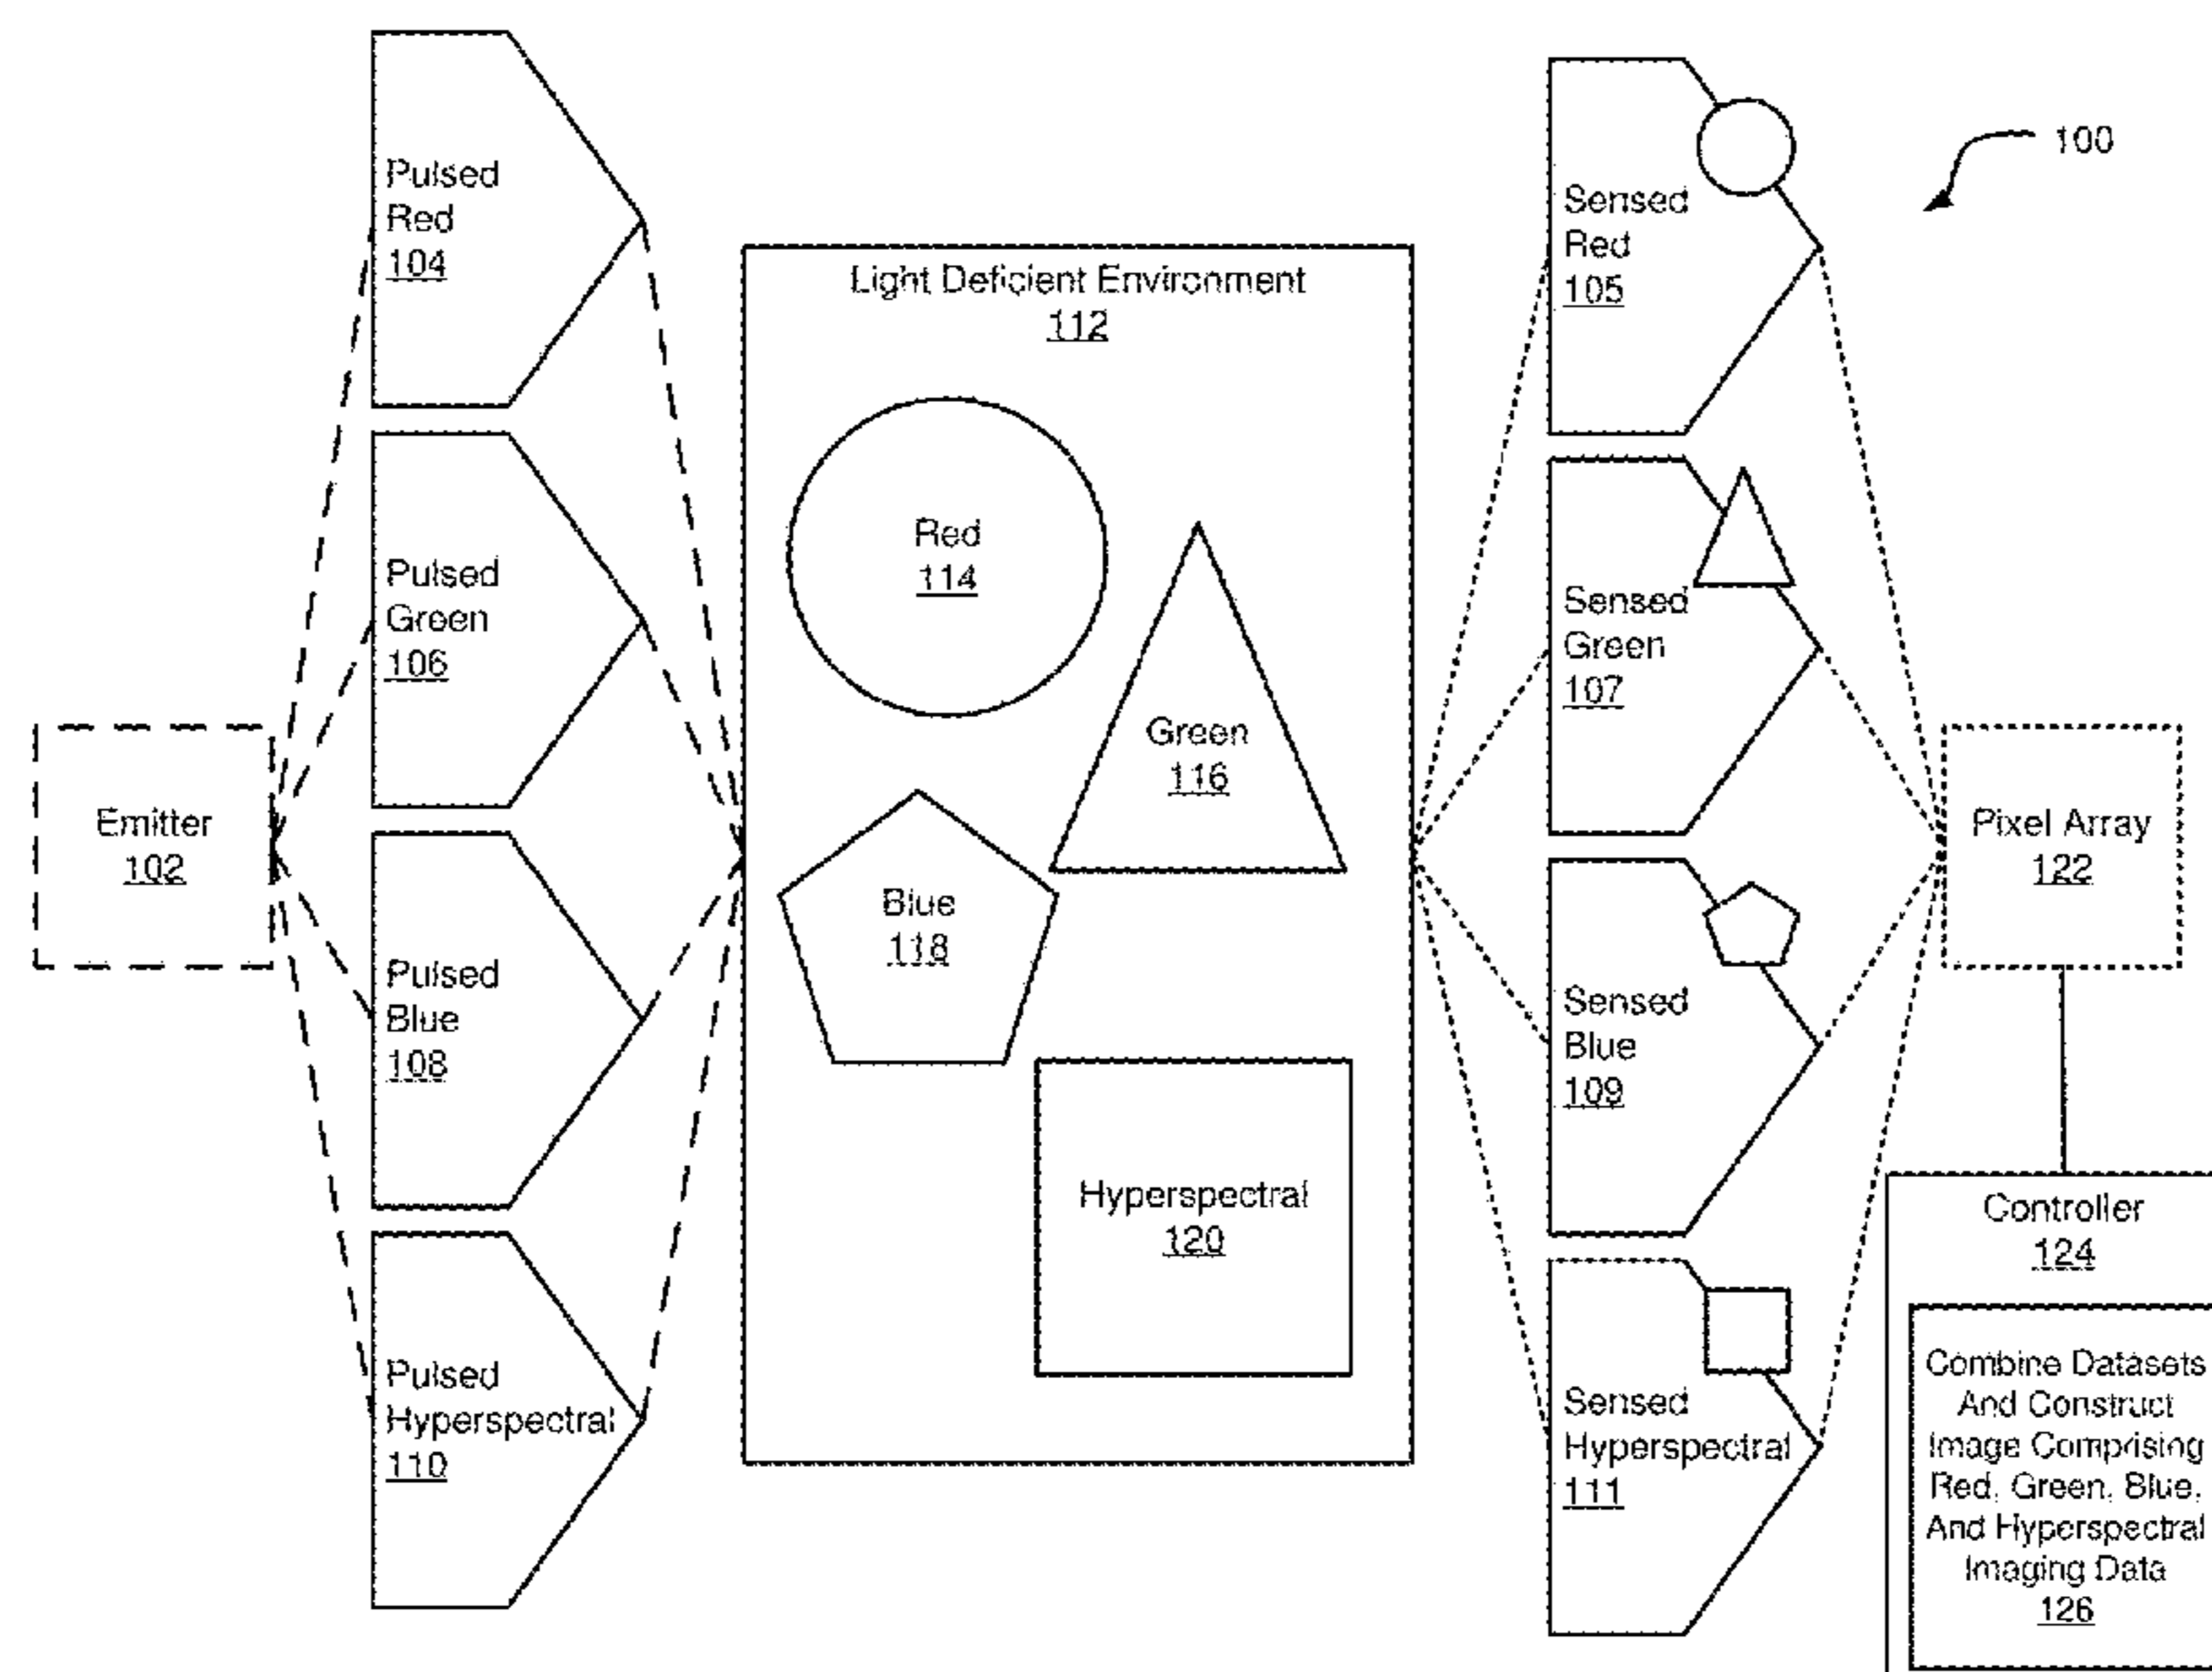 Pulsed
Red
104
Pulsed
Green
106
Pulsed
Blue
108
Pulsed
Hyperspectral
110
Emitter
102
Light Deficient Environment
112
Red
114
Green
116
Blue
118
Hyperspectral
120
Sensed
Red
105
Sensed
Green
107
Sensed
Blue
109
Sensed
Hyperspectral
111
100
Pixel Array
122
Controller
124
Combine Datasets
And Construct
Image Comprising
Red, Green, Blue,
And Hyperspectral
Imaging Data
126